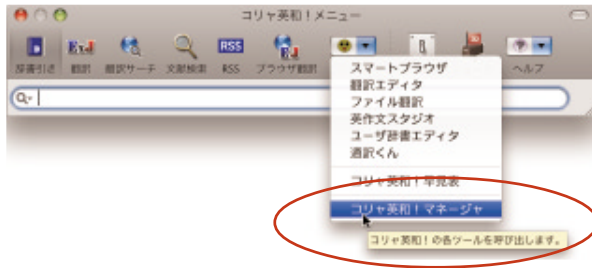 コリャ英和！メニュー
辞書引き 翻訳 翻訳サーチ 文献検索 RSS ブラウザ翻訳 ヘルプ
スマートブラウザ
翻訳エディタ
ファイル翻訳
英作文スタジオ
ユーザ辞書エディタ
通訳くん
コリャ英和！早見表
コリャ英和！マネージャ
コリャ英和！の各ツールを呼び出します。